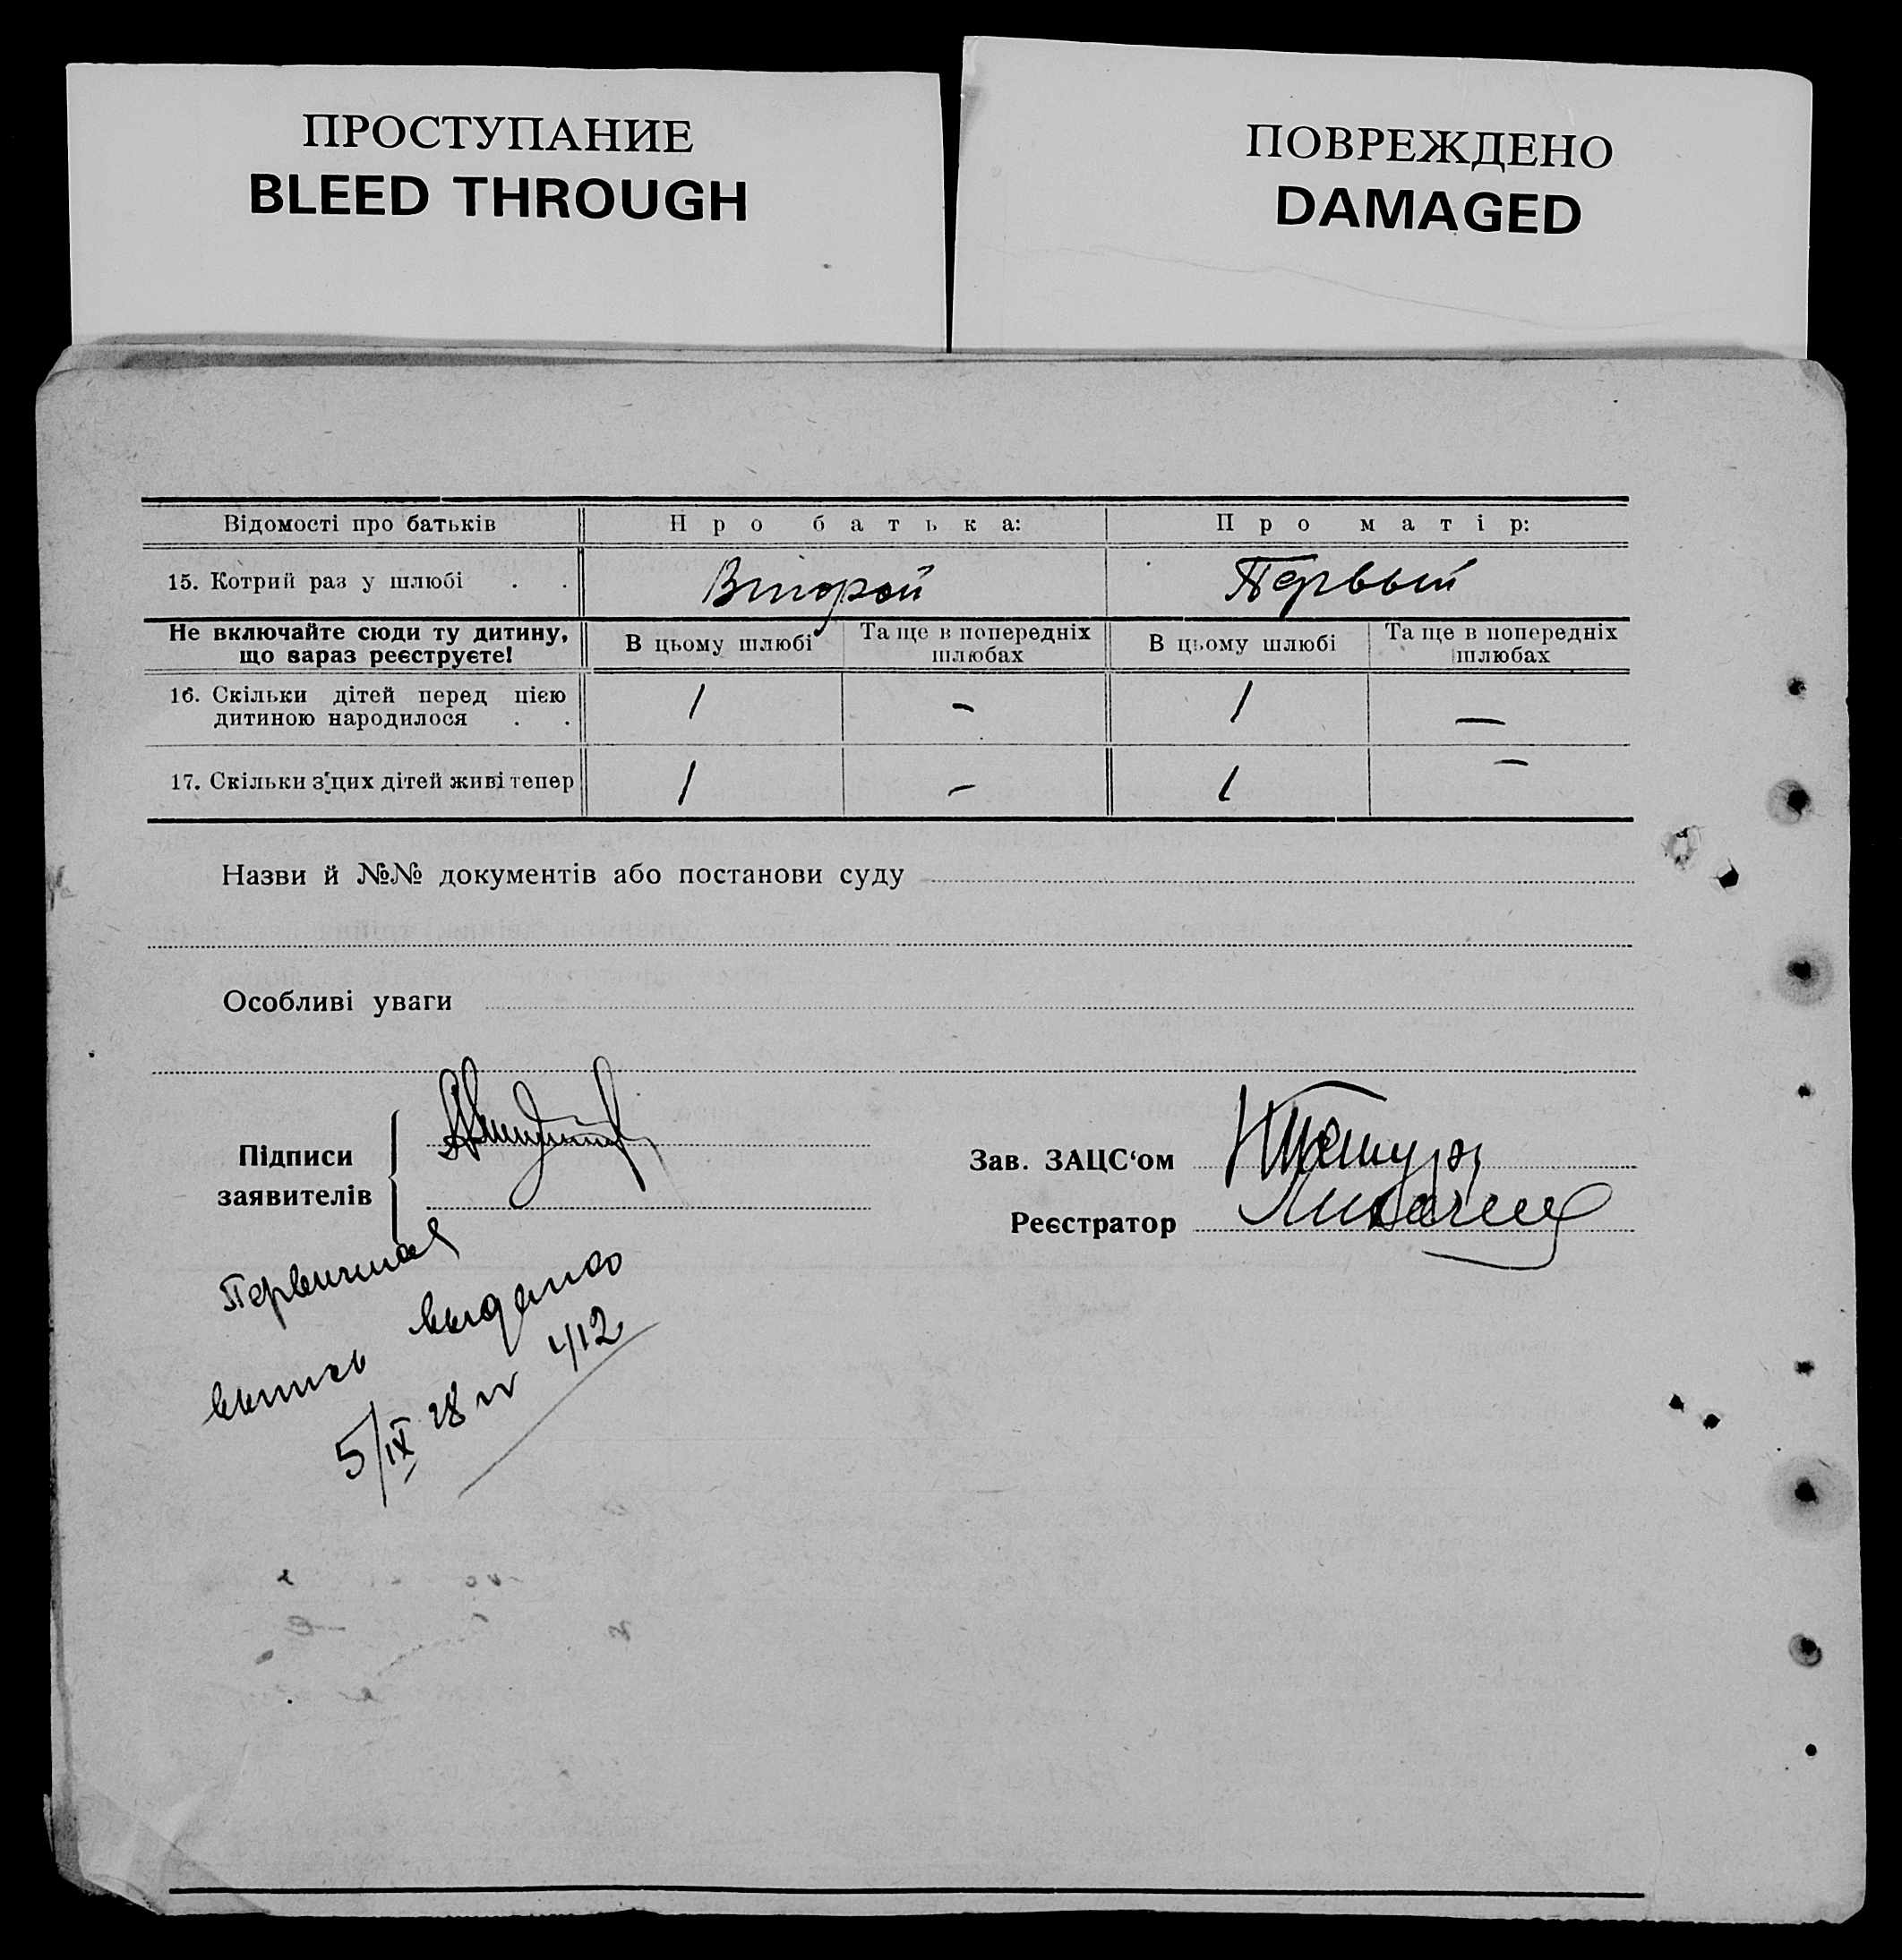 ПРОСТУПАНИЕ
BLEED THROUGH
ПОВРЕЖДЕНО
DAMAGED
Відомості про батьків Про батька: Про матір:
15. Котрий раз у шлюбі . . Второй Первый
Не включайте сюди ту дитину, що зараз реєструєте! В цьому шлюбі Та ще в попередніх шлюбах В цьому шлюбі Та ще в попередніх шлюбах
16. Скільки дітей перед цією дитиною народилося . . 1 – 1 —
17. Скільки з цих дітей живі тепер 1 – 1 –
Назви й №№ документів або постанови суду
Особливі уваги
Підписи
заявителів
Зав. ЗАЦС‘ом
Реєстратор
Первичная
выпись выдана
5/IX 28 412